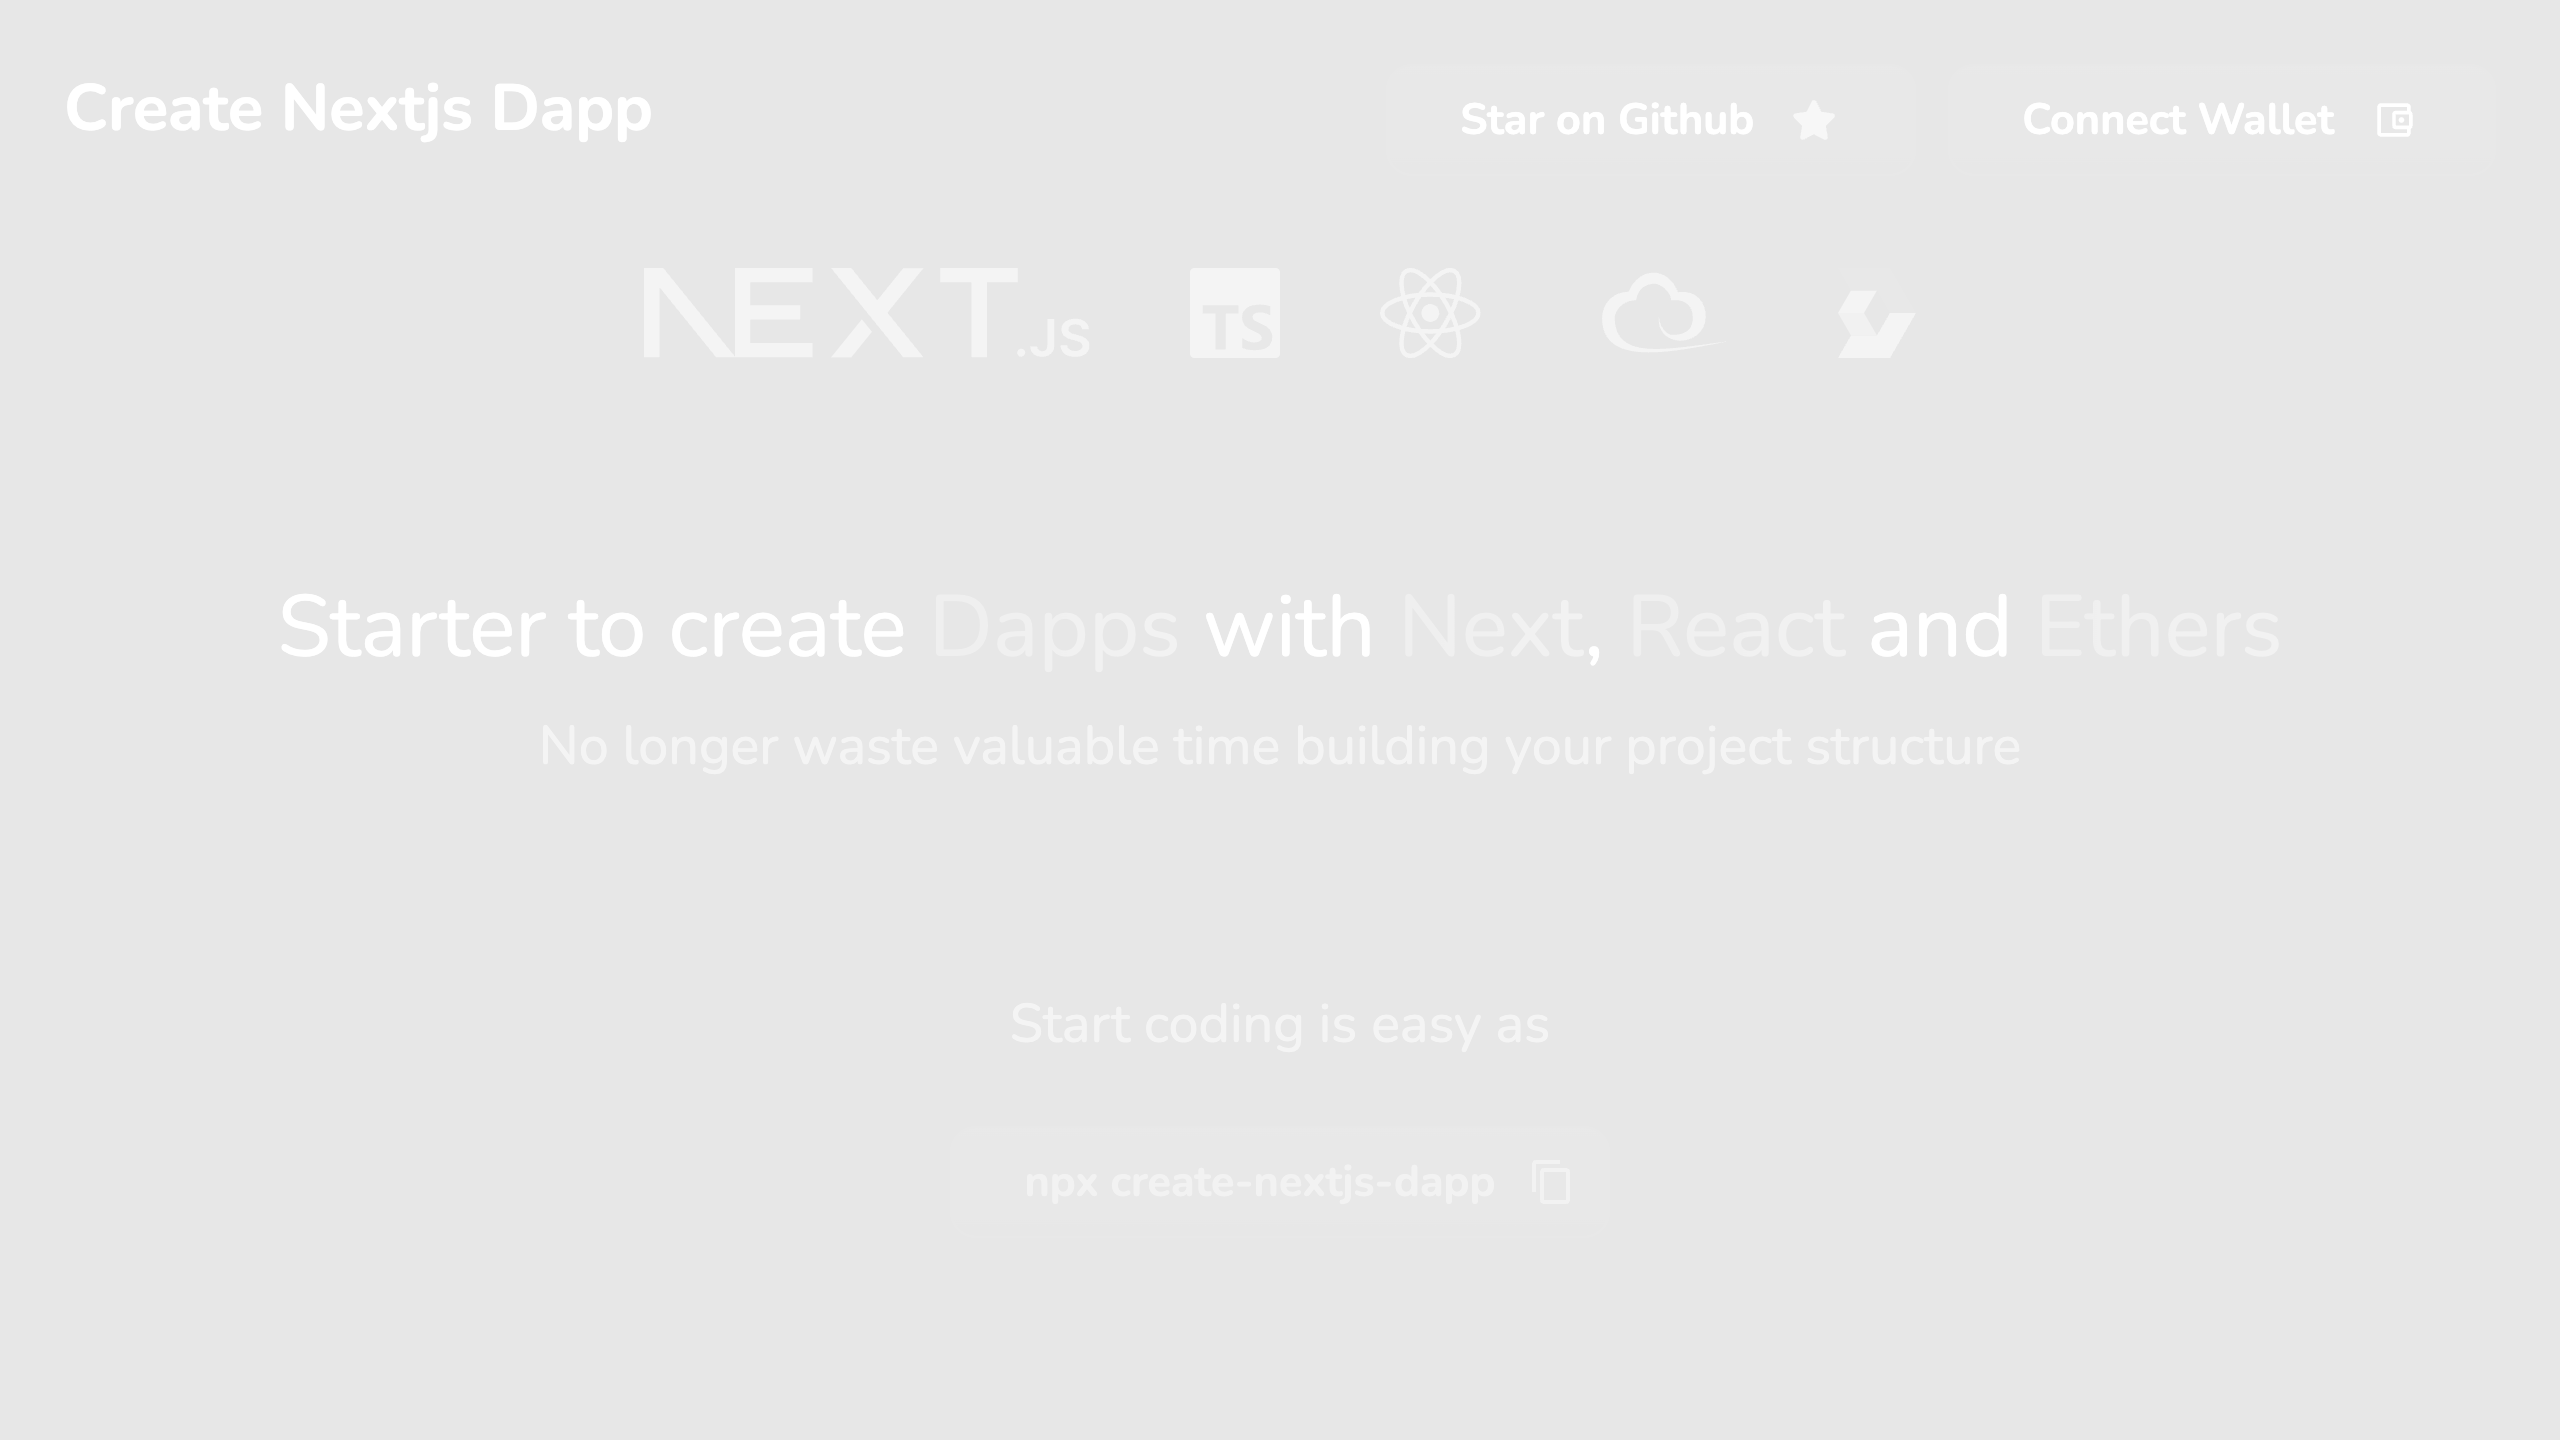 Create Nextjs Dapp
Star on Github
Connect Wallet
NEXT.JS
TS
Starter to create Dapps with Next, React and Ethers
No longer waste valuable time building your project structure
Start coding is easy as
npx create-nextjs-dapp